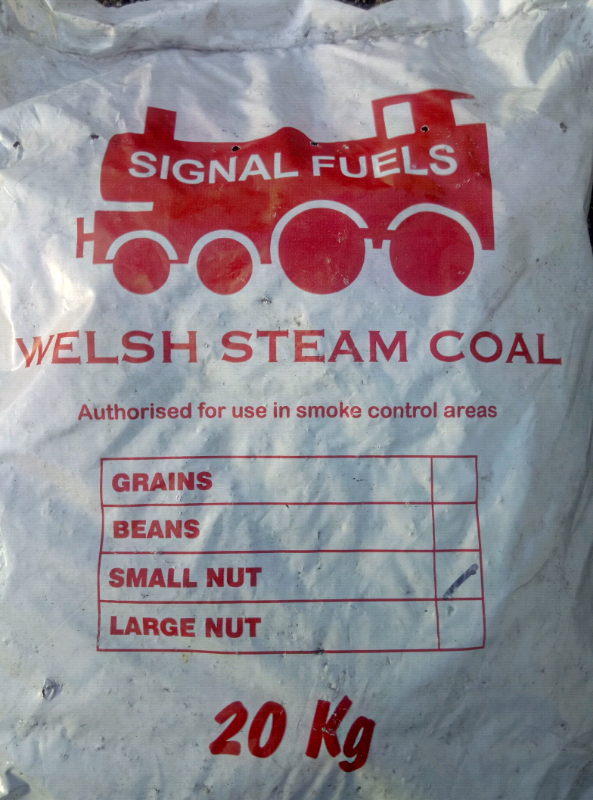 SIGNAL FUELS
WELSH STEAM COAL
Authorised for use in smoke control areas
GRAINS
BEANS
SMALL NUT
LARGE NUT
20 Kg